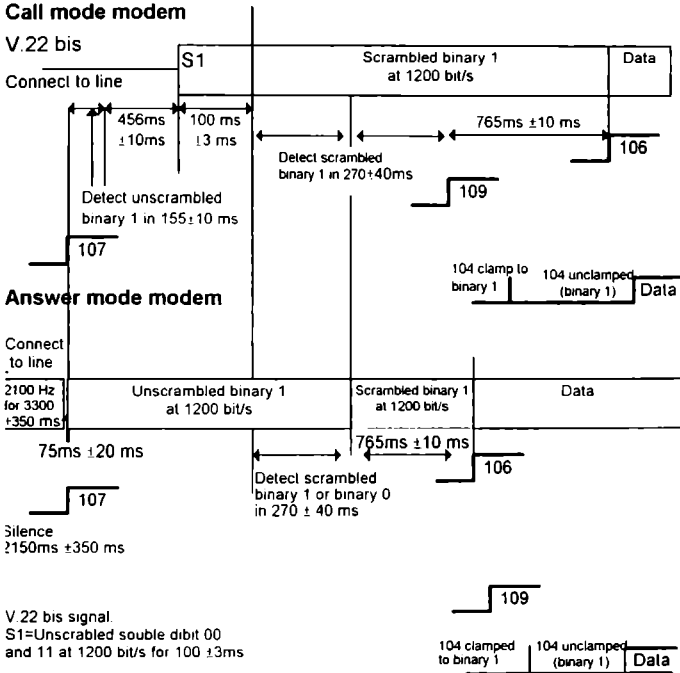 Call mode modem
V.22 bis
S1
Scrambled binary 1
at 1200 bit/s
Data
Connect to line
456ms
±10ms
100 ms
±3 ms
765ms ±10 ms
106
Detect scrambled
binary 1 in 270±40ms
109
Detect unscrambled
binary 1 in 155±10 ms
107
104 clamp to
binary 1
104 unclamped
(binary 1)
Data
Answer mode modem
Connect
to line
2100 Hz
for 3300
±350 ms
Unscrambled binary 1
at 1200 bit/s
Scrambled binary 1
at 1200 bit/s
Data
75ms ±20 ms
765ms ±10 ms
106
Detect scrambled
binary 1 or binary 0
in 270 ± 40 ms
107
Silence
2150ms ±350 ms
109
V.22 bis signal.
S1=Unscrabled souble dibit 00
and 11 at 1200 bit/s for 100 ±3ms
104 clamped
to binary 1
104 unclamped
(binary 1)
Data